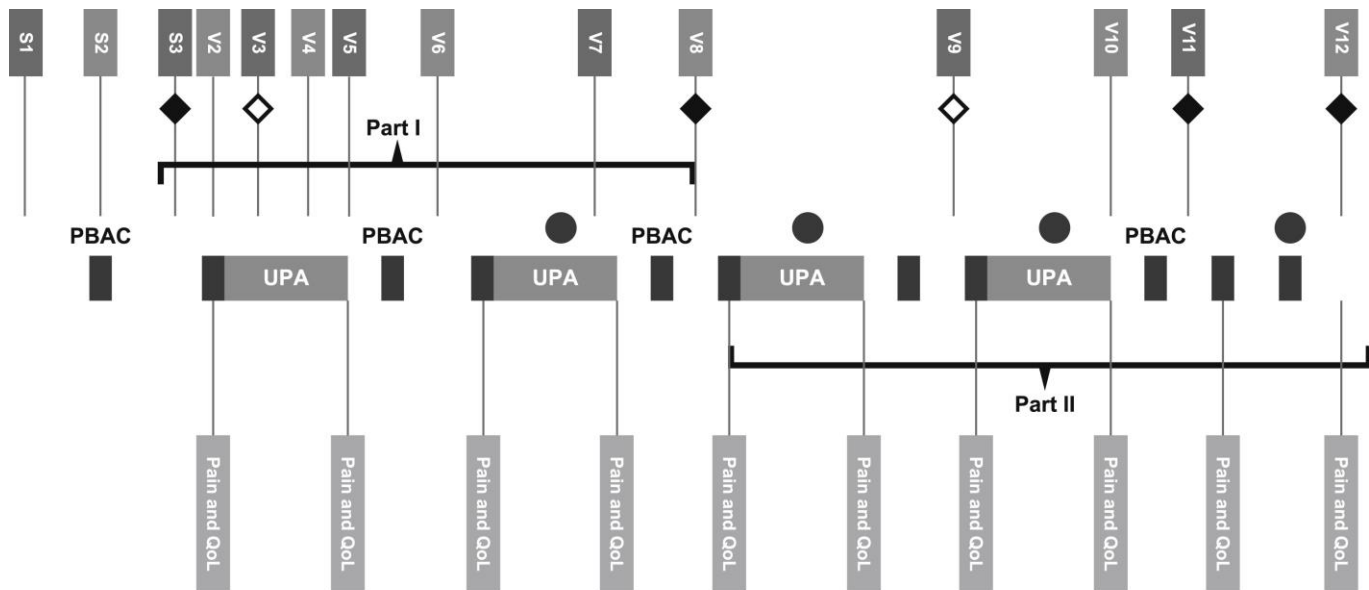 S1
S2
S3
V2
V3
V4
V5
V6
V7
V8
V9
V10
V11
V12
Part I
PBAC
PBAC
PBAC
PBAC
UPA
UPA
UPA
UPA
Part II
Pain and QoL
Pain and QoL
Pain and QoL
Pain and QoL
Pain and QoL
Pain and QoL
Pain and QoL
Pain and QoL
Pain and QoL
Pain and QoL